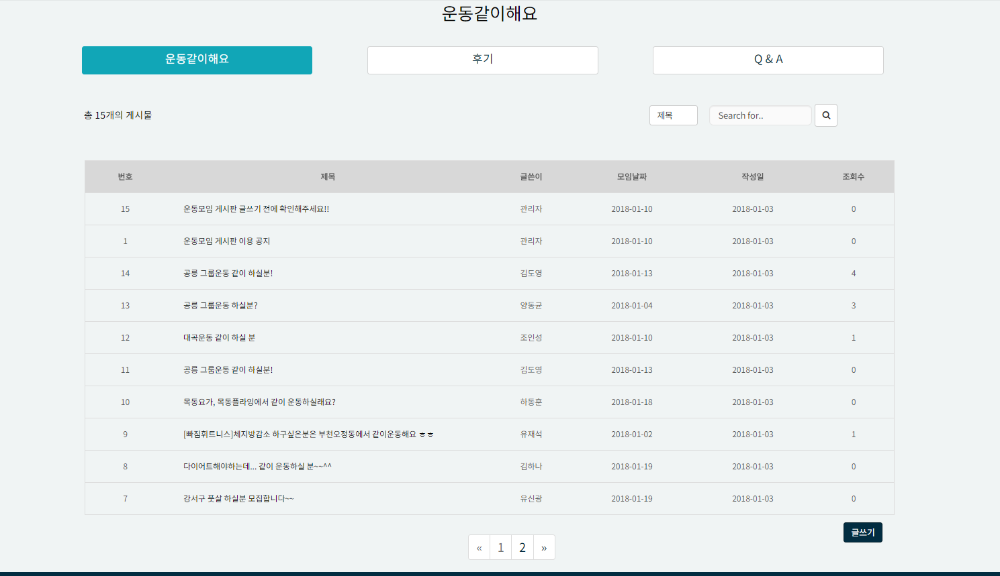 운동같이해요
운동같이해요 후기 Q & A
총 15개의 게시물 제목 Search for..
번호 제목 글쓴이 모임날짜 작성일 조회수
15 운동모임 게시판 글쓰기 전에 확인해주세요!! 관리자 2018-01-10 2018-01-03 0
1 운동모임 게시판 이용 공지 관리자 2018-01-10 2018-01-03 0
14 공릉 그룹운동 같이 하실분! 김도영 2018-01-13 2018-01-03 4
13 공릉 그룹운동 하실분? 양동균 2018-01-04 2018-01-03 3
12 대곡운동 같이 하실 분 조인성 2018-01-10 2018-01-03 1
11 공릉 그룹운동 같이 하실분! 김도영 2018-01-13 2018-01-03 0
10 목동요가, 목동플라잉에서 같이 운동하실래요? 하동훈 2018-01-18 2018-01-03 0
9 [빠짐휘트니스]체지방감소 하구싶은분은 부천오정동에서 같이운동해요 ㅎㅎ 유재석 2018-01-02 2018-01-03 1
8 다이어트해야하는데... 같이 운동하실 분~~^^ 김하나 2018-01-19 2018-01-03 0
7 강서구 풋살 하실분 모집합니다~~ 유신광 2018-01-19 2018-01-03 0
글쓰기
« 1 2 »